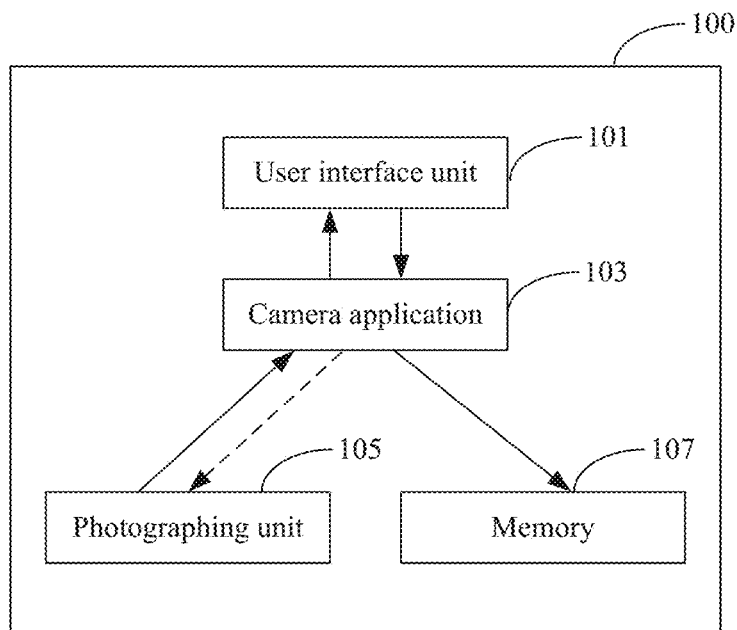 100
101
User interface unit
103
Camera application
105
107
Photographing unit
Memory